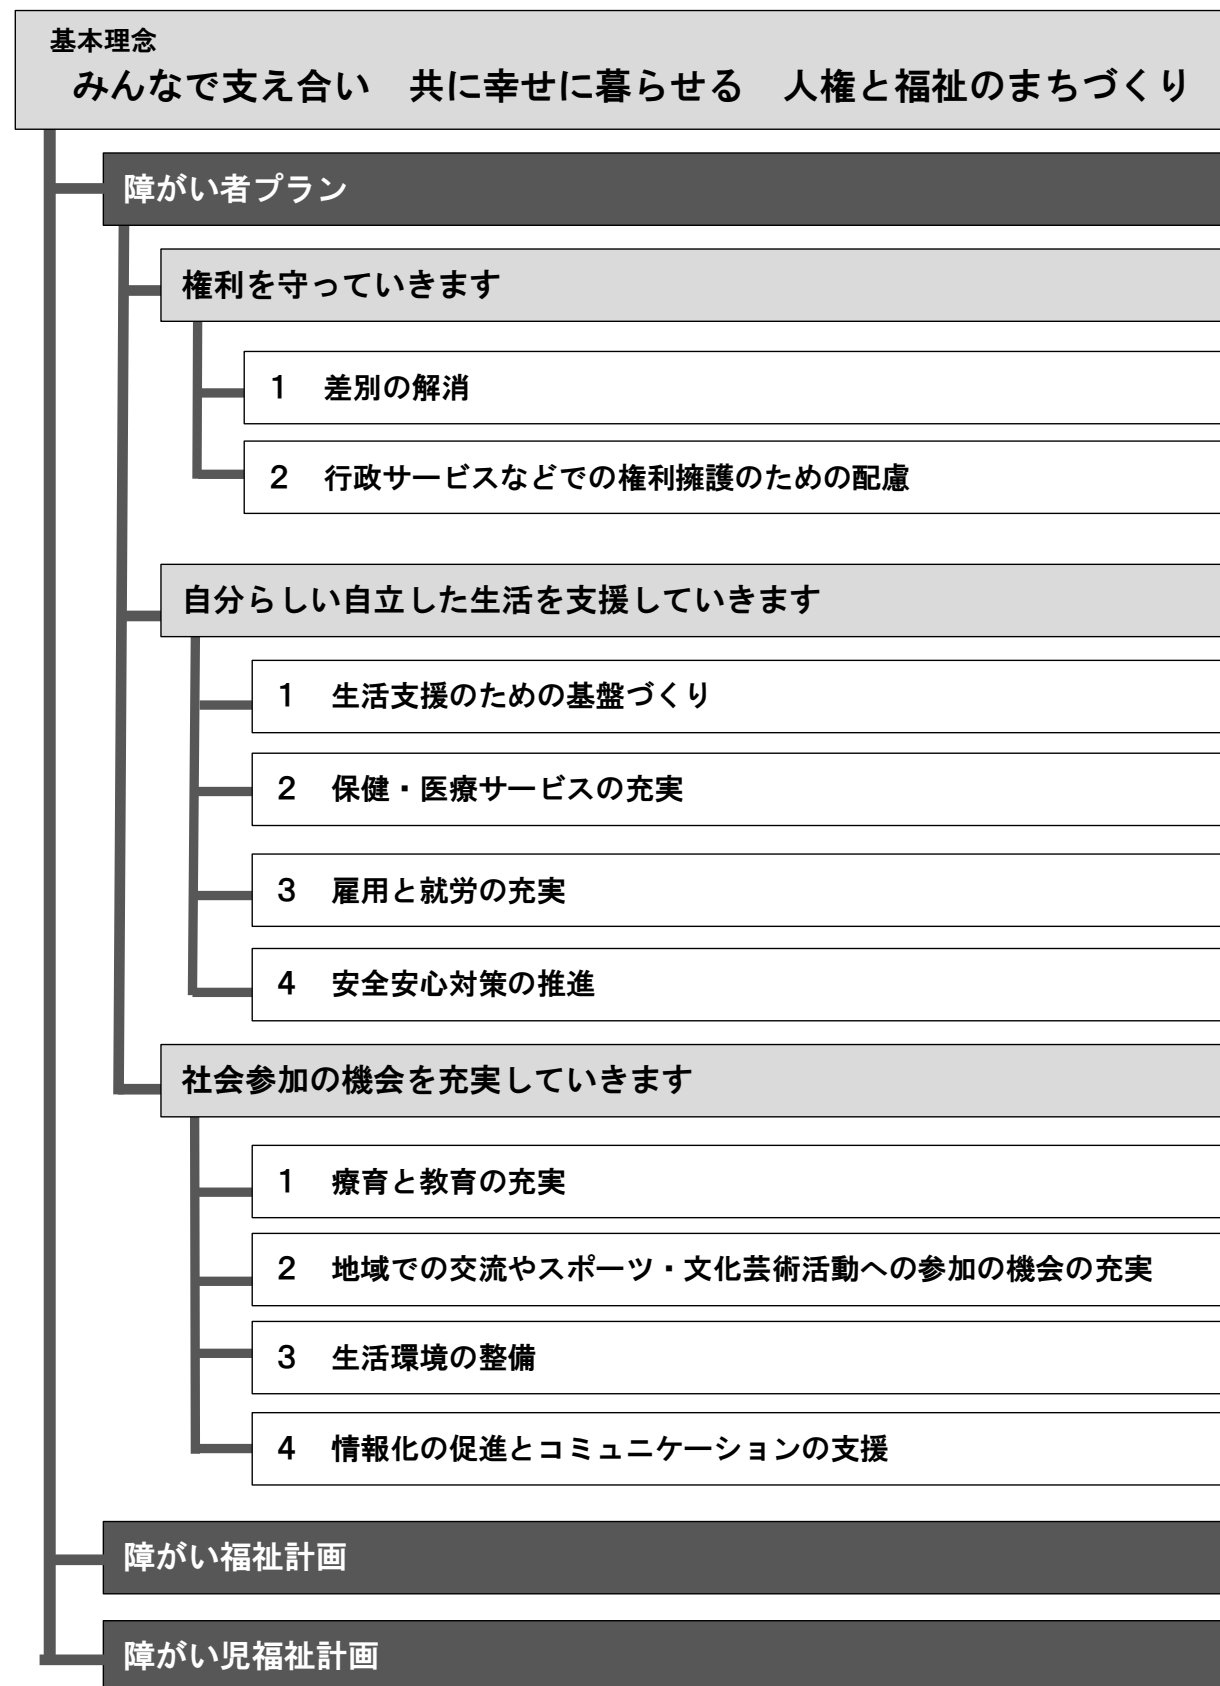 基本理念
みんなで支え合い　共に幸せに暮らせる　人権と福祉のまちづくり
障がい者プラン
権利を守っていきます
１　差別の解消
２　行政サービスなどでの権利擁護のための配慮
自分らしい自立した生活を支援していきます
１　生活支援のための基盤づくり
２　保健・医療サービスの充実
３　雇用と就労の充実
４　安全安心対策の推進
社会参加の機会を充実していきます
１　療育と教育の充実
２　地域での交流やスポーツ・文化芸術活動への参加の機会の充実
３　生活環境の整備
４　情報化の促進とコミュニケーションの支援
障がい福祉計画
障がい児福祉計画